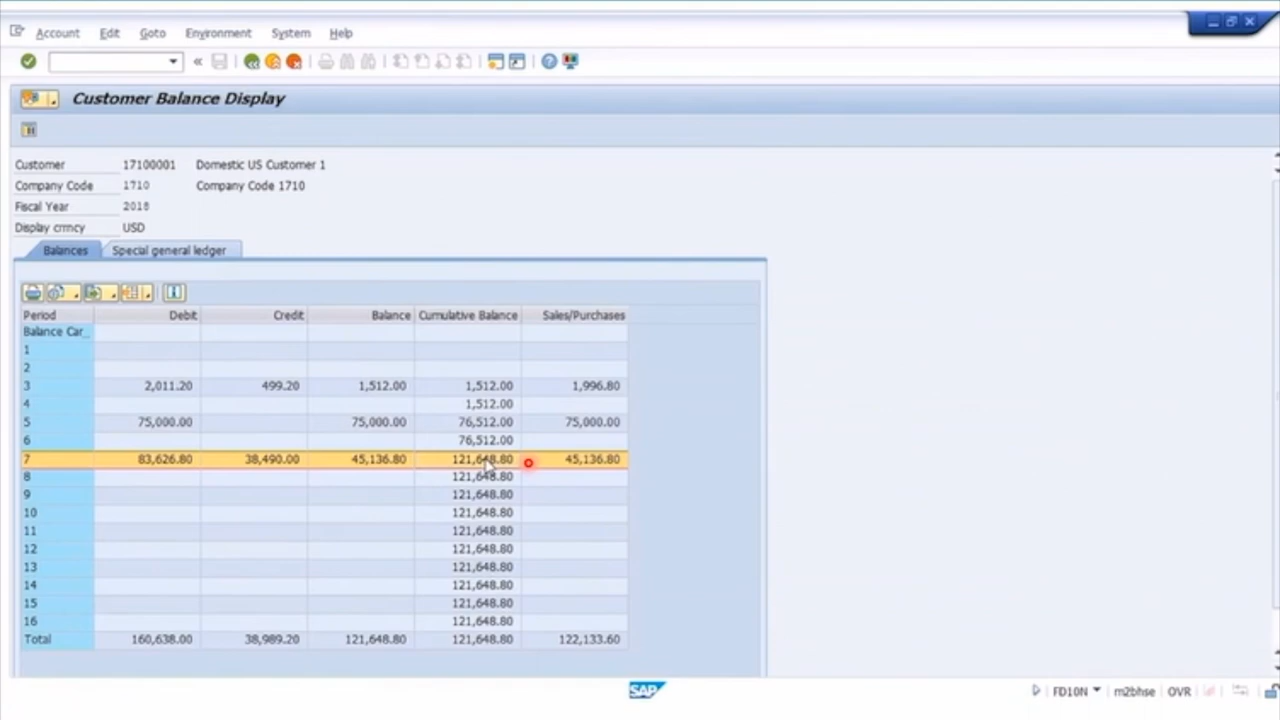 Account Edit Goto Environment System Help
Customer Balance Display
Customer 17100001 Domestic US Customer 1
Company Code 1710 Company Code 1710
Fiscal Year 2018
Display crrncy USD
Balances Special general ledger
Period Debit Credit Balance Cumulative Balance Sales/Purchases
Balance Car_
1
2
3 2,011.20 499.20 1,512.00 1,512.00 1,996.80
4 1,512.00
5 75,000.00 75,000.00 76,512.00 75,000.00
6 76,512.00
7 83,626.80 38,490.00 45,136.80 121,648.80 45,136.80
8 121,648.80
9 121,648.80
10 121,648.80
11 121,648.80
12 121,648.80
13 121,648.80
14 121,648.80
15 121,648.80
16 121,648.80
Total 160,638.00 38,989.20 121,648.80 121,648.80 122,133.60
SAP FD10N m2bhse OVR